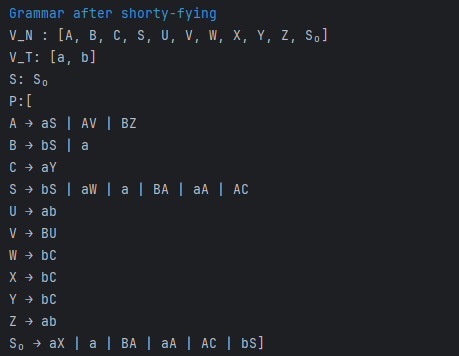 Grammar after shorty-fying
V_N : [A, B, C, S, U, V, W, X, Y, Z, S₀]
V_T: [a, b]
S: S₀
P:[
A → aS | AV | BZ
B → bS | a
C → aY
S → bS | aW | a | BA | aA | AC
U → ab
V → BU
W → bC
X → bC
Y → bC
Z → ab
S₀ → aX | a | BA | aA | AC | bS]